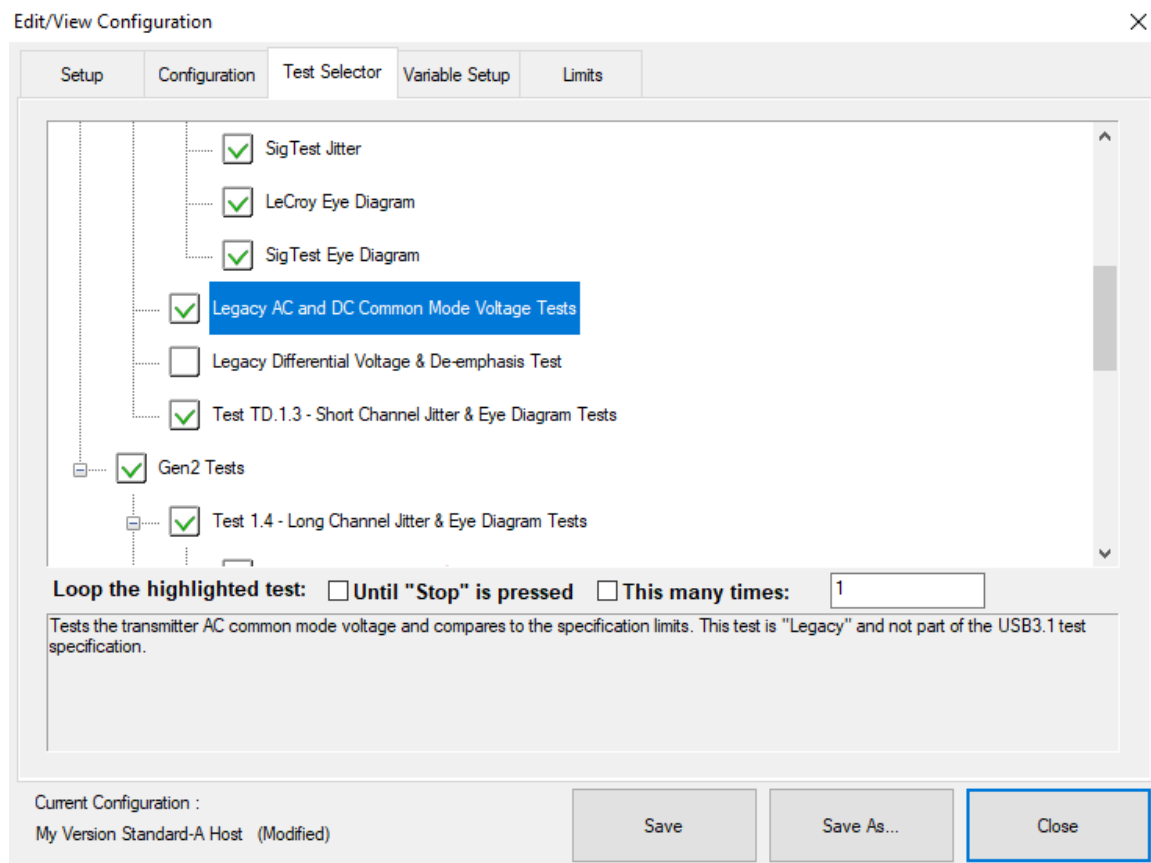 Edit/View Configuration
Setup
Configuration
Test Selector
Variable Setup
Limits
SigTest Jitter
LeCroy Eye Diagram
SigTest Eye Diagram
Legacy AC and DC Common Mode Voltage Tests
Legacy Differential Voltage & De-emphasis Test
Test TD.1.3 - Short Channel Jitter & Eye Diagram Tests
Gen2 Tests
Test 1.4 - Long Channel Jitter & Eye Diagram Tests
Loop the highlighted test: Until "Stop" is pressed This many times: 1
Tests the transmitter AC common mode voltage and compares to the specification limits. This test is "Legacy" and not part of the USB3.1 test
specification.
Current Configuration :
My Version Standard-A Host (Modified)
Save
Save As...
Close